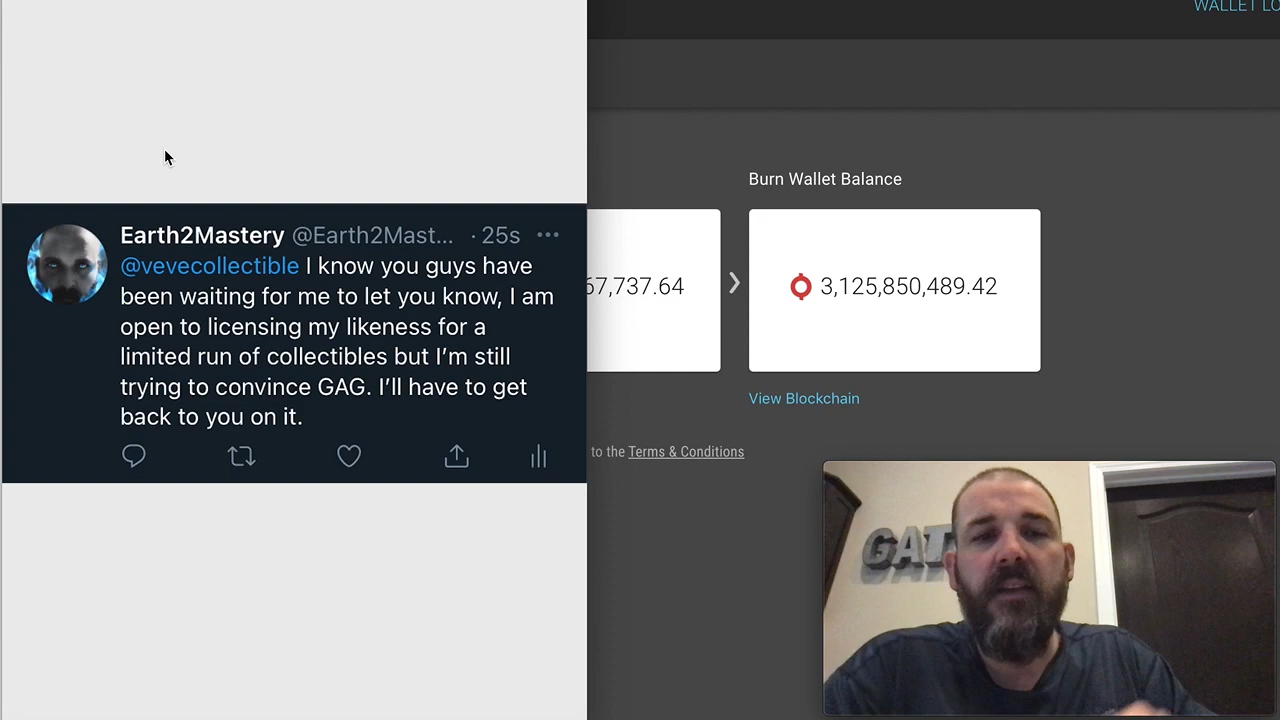 WALLET LO
Burn Wallet Balance
Earth2Mastery @Earth2Mast... · 25s
@vevecollectible I know you guys have
been waiting for me to let you know, I am
open to licensing my likeness for a
limited run of collectibles but I’m still
trying to convince GAG. I’ll have to get
back to you on it.
67,737.64
3,125,850,489.42
View Blockchain
to the Terms & Conditions
GAT